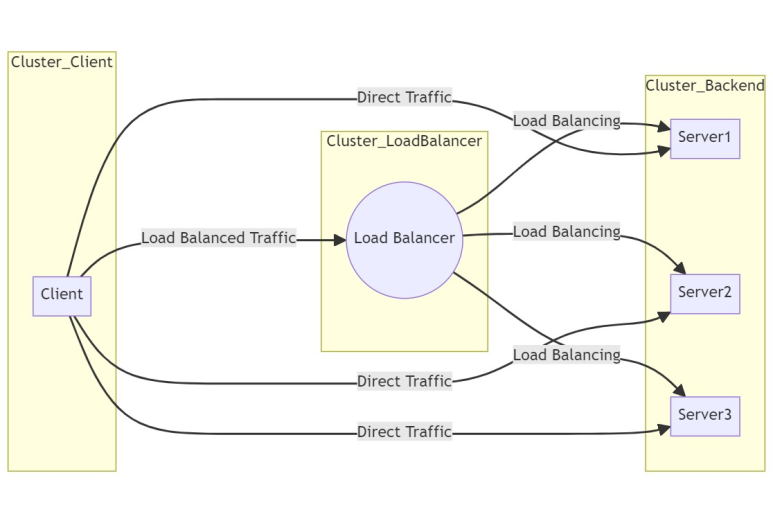 Cluster_Client
Cluster_Backend
Direct Traffic
Load Balancing
Server1
Cluster_LoadBalancer
Load Balanced Traffic
Load Balancer
Load Balancing
Client
Server2
Load Balancing
Direct Traffic
Server3
Direct Traffic